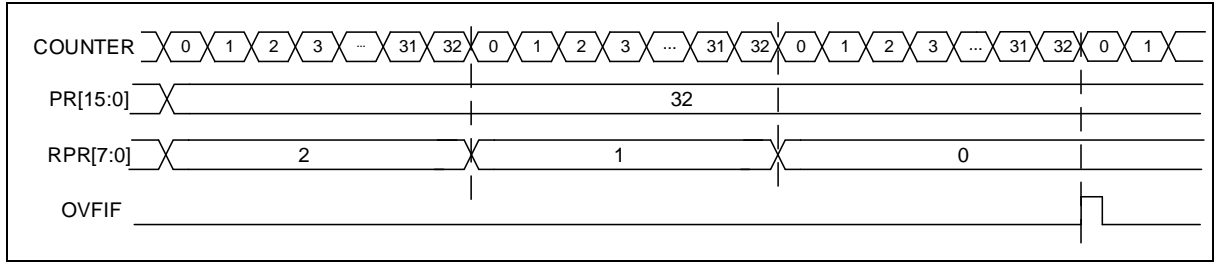 COUNTER 0 1 2 3 ... 31 32 0 1 2 3 ... 31 32 0 1 2 3 ... 31 32 0 1
PR[15:0] 32
RPR[7:0] 2 1 0
OVFIF